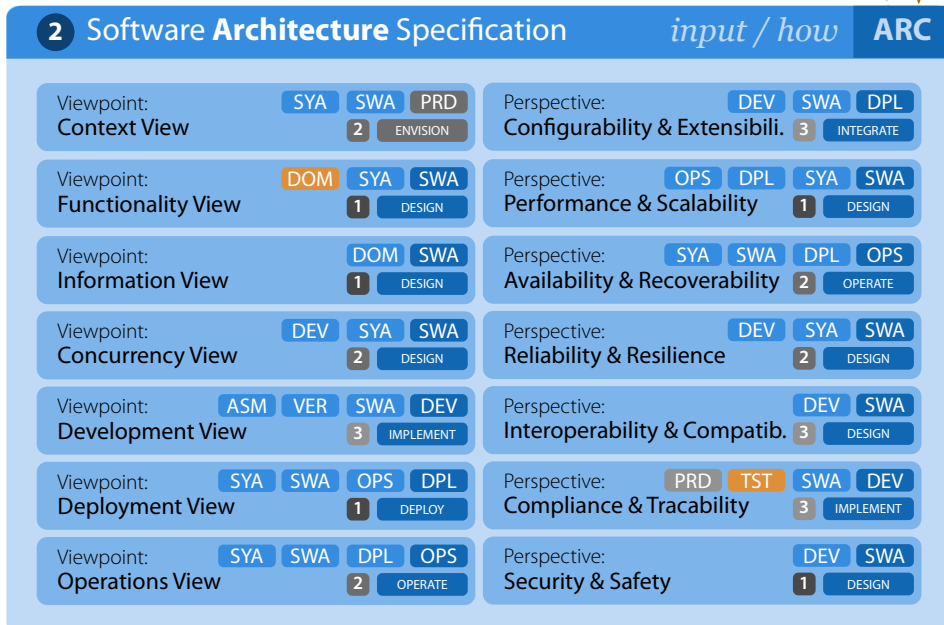 2 Software Architecture Specification input / how ARC
Viewpoint: SYA SWA PRD
Context View 2 ENVISION
Viewpoint: DOM SYA SWA
Functionality View 1 DESIGN
Viewpoint: DOM SWA
Information View 1 DESIGN
Viewpoint: DEV SYA SWA
Concurrency View 2 DESIGN
Viewpoint: ASM VER SWA DEV
Development View 3 IMPLEMENT
Viewpoint: SYA SWA OPS DPL
Deployment View 1 DEPLOY
Viewpoint: SYA SWA DPL OPS
Operations View 2 OPERATE
Perspective: DEV SWA DPL
Configurability & Extensibili. 3 INTEGRATE
Perspective: OPS DPL SYA SWA
Performance & Scalability 1 DESIGN
Perspective: SYA SWA DPL OPS
Availability & Recoverability 2 OPERATE
Perspective: DEV SYA SWA
Reliability & Resilience 2 DESIGN
Perspective: DEV SWA
Interoperability & Compatib. 3 DESIGN
Perspective: PRD TST SWA DEV
Compliance & Tracability 3 IMPLEMENT
Perspective: DEV SWA
Security & Safety 1 DESIGN